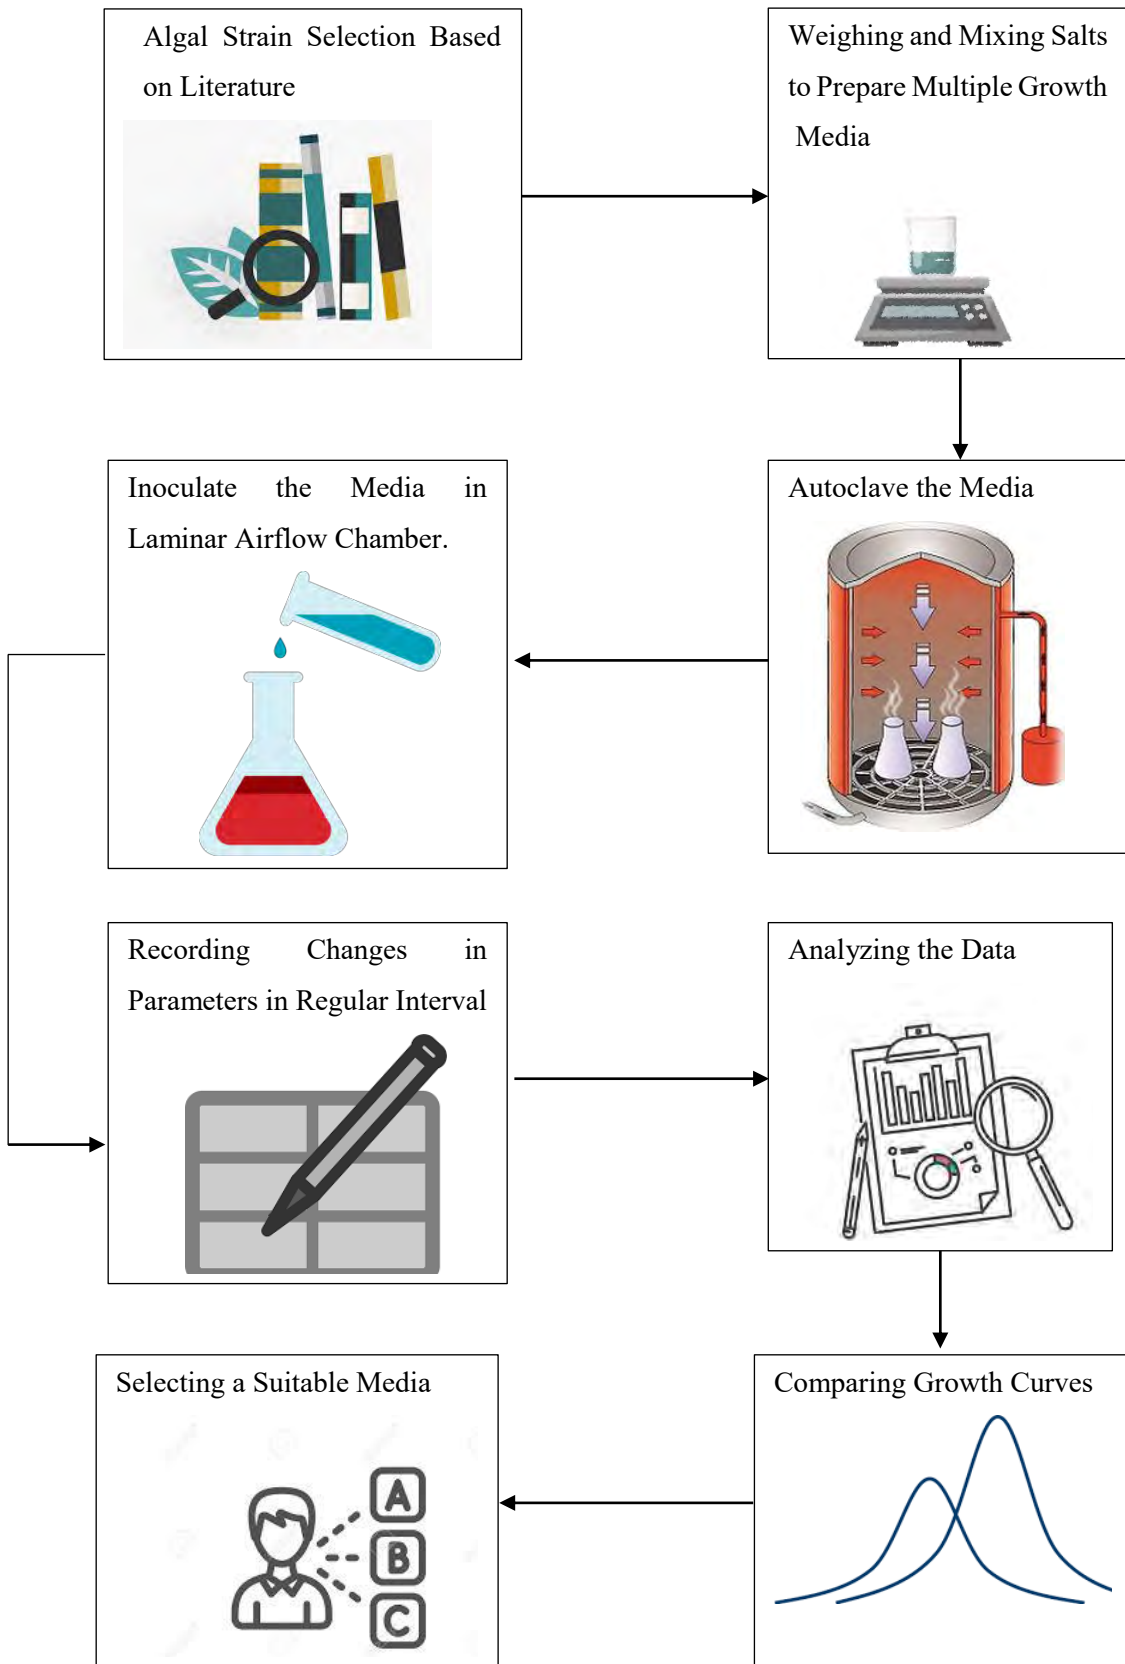 Algal Strain Selection Based
on Literature
Weighing and Mixing Salts
to Prepare Multiple Growth
Media
Autoclave the Media
Inoculate the Media in
Laminar Airflow Chamber.
Recording Changes in
Parameters in Regular Interval
Analyzing the Data
Comparing Growth Curves
Selecting a Suitable Media
A
B
C